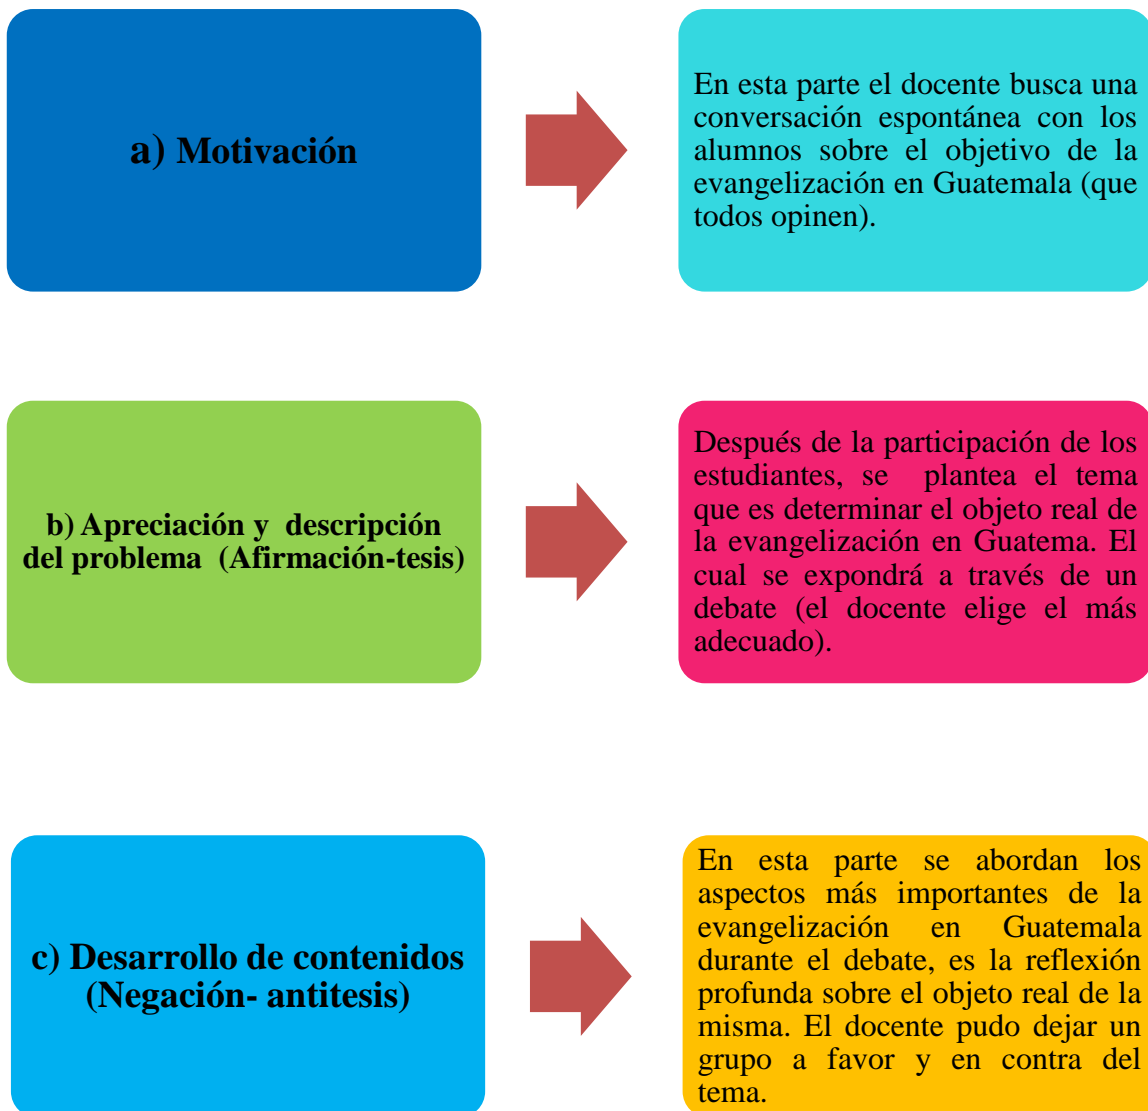 a) Motivación
En esta parte el docente busca una
conversación espontánea con los
alumnos sobre el objetivo de la
evangelización en Guatemala (que
todos opinen).
b) Apreciación y descripción
del problema (Afirmación-tesis)
Después de la participación de los
estudiantes, se plantea el tema
que es determinar el objeto real de
la evangelización en Guatema. El
cual se expondrá a través de un
debate (el docente elige el más
adecuado).
c) Desarrollo de contenidos
(Negación- antitesis)
En esta parte se abordan los
aspectos más importantes de la
evangelización en Guatemala
durante el debate, es la reflexión
profunda sobre el objeto real de la
misma. El docente pudo dejar un
grupo a favor y en contra del
tema.